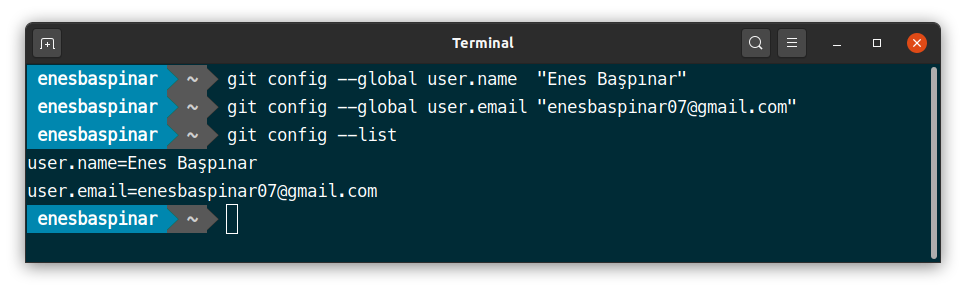 Terminal
enesbaspinar ~ git config --global user.name  "Enes Başpınar"
enesbaspinar ~ git config --global user.email "enesbaspinar07@gmail.com"
enesbaspinar ~ git config --list
user.name=Enes Başpınar
user.email=enesbaspinar07@gmail.com
enesbaspinar ~